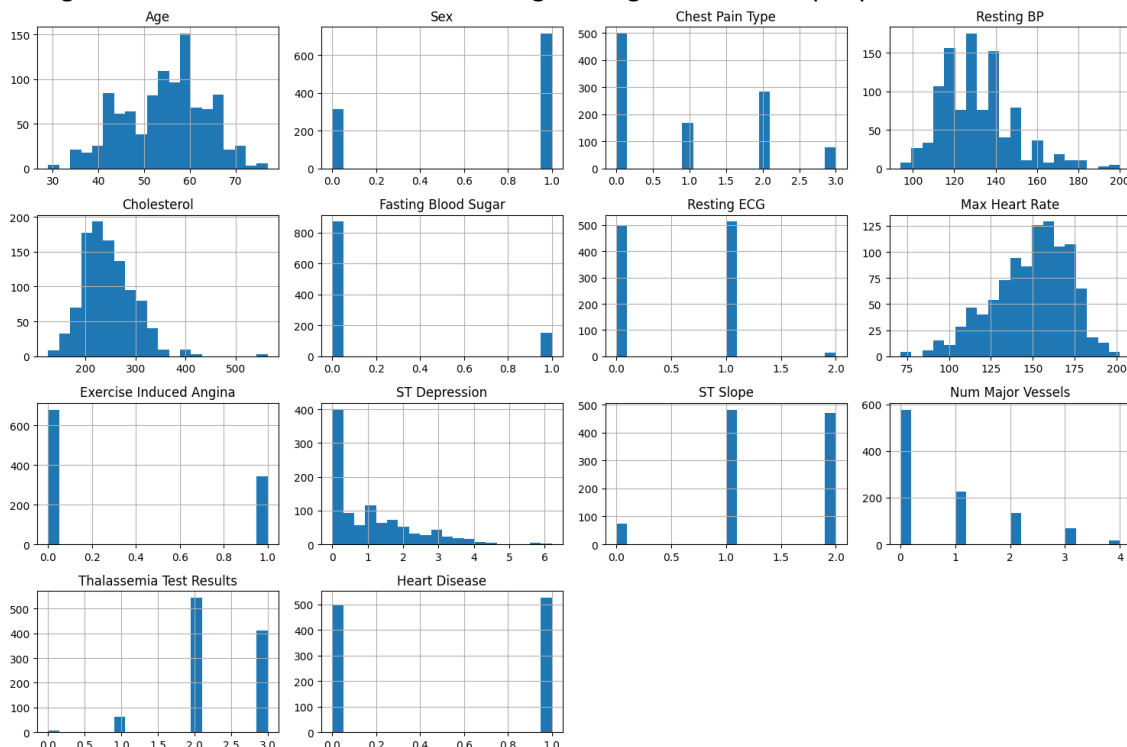 Age
Sex
Chest Pain Type
Resting BP
150
100
50
0
30 40 50 60 70
600
400
200
0
0.0 0.2 0.4 0.6 0.8 1.0
500
400
300
200
100
0
0.0 0.5 1.0 1.5 2.0 2.5 3.0
150
100
50
0
100 120 140 160 180 200
Cholesterol
Fasting Blood Sugar
Resting ECG
Max Heart Rate
200
150
100
50
0
200 300 400 500
800
600
400
200
0
0.0 0.2 0.4 0.6 0.8 1.0
500
400
300
200
100
0
0.0 0.5 1.0 1.5 2.0
125
100
75
50
25
0
75 100 125 150 175 200
Exercise Induced Angina
ST Depression
ST Slope
Num Major Vessels
600
400
200
0
0.0 0.2 0.4 0.6 0.8 1.0
400
300
200
100
0
0 1 2 3 4 5 6
500
400
300
200
100
0
0.0 0.5 1.0 1.5 2.0
600
400
200
0
0 1 2 3 4
Thalassemia Test Results
Heart Disease
500
400
300
200
100
0
0.0 0.5 1.0 1.5 2.0 2.5 3.0
500
400
300
200
100
0
0.0 0.2 0.4 0.6 0.8 1.0